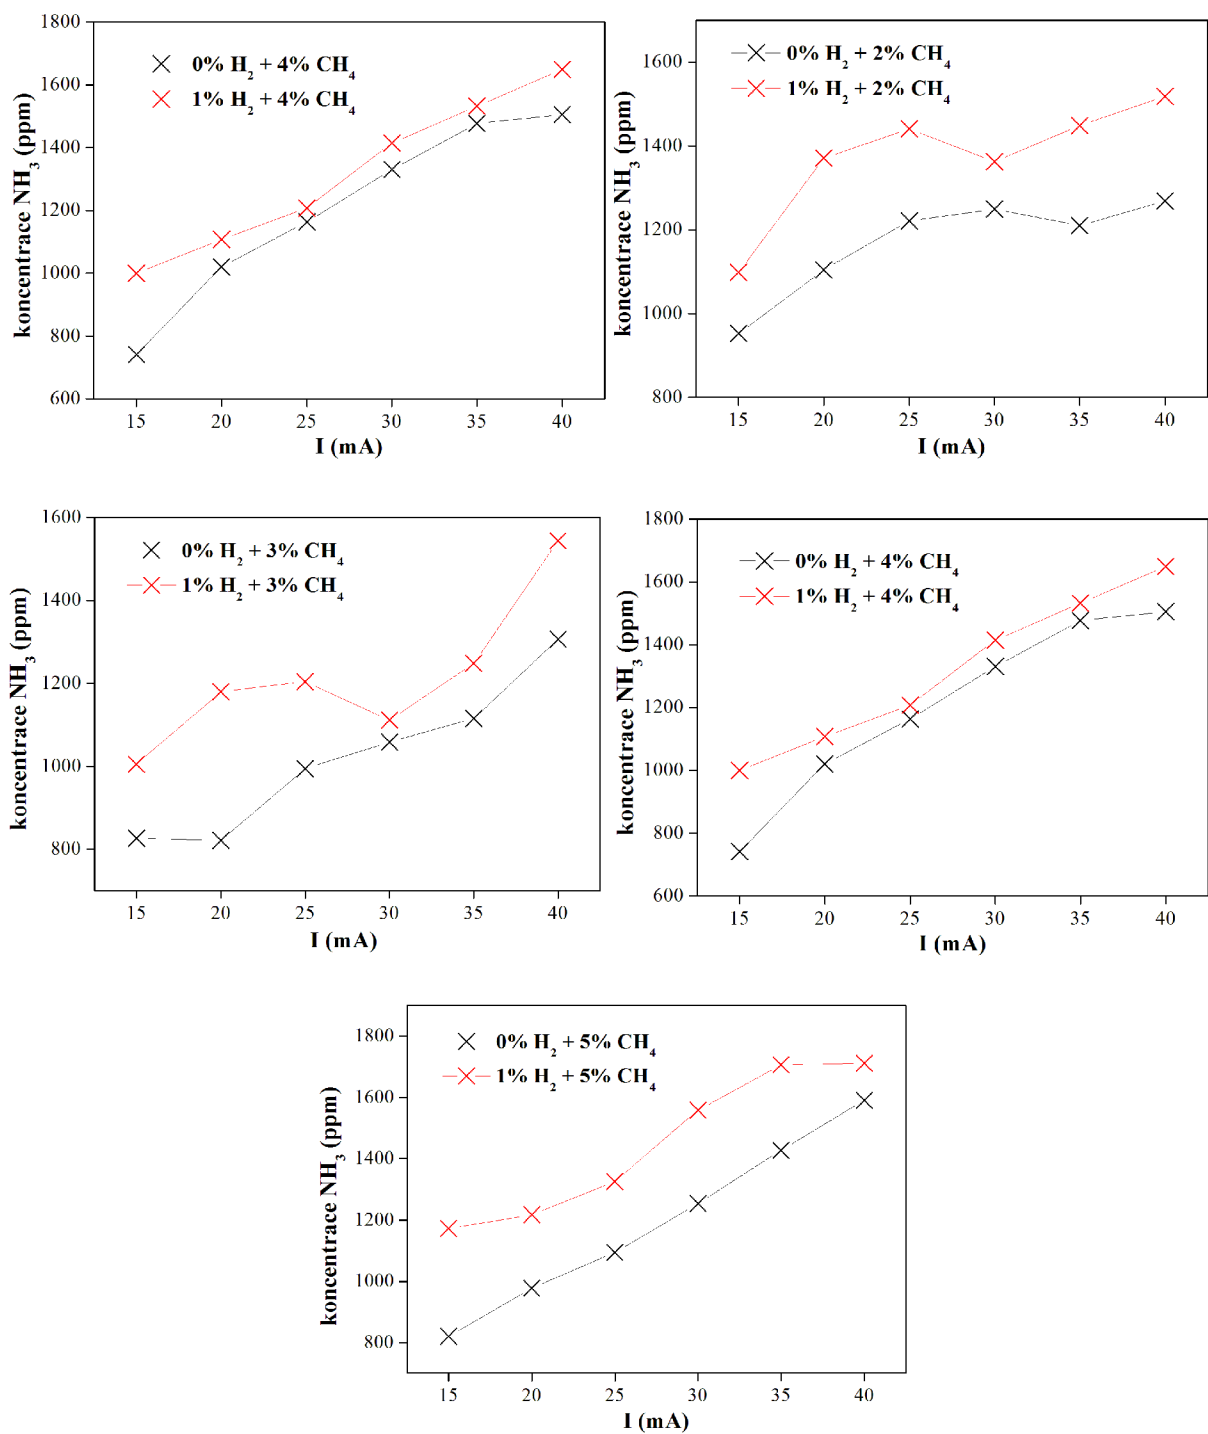 1800
1600
1400
1200
1000
800
600
koncentrace NH₃ (ppm)
0% H₂ + 4% CH₄
1% H₂ + 4% CH₄
15 20 25 30 35 40
I (mA)
1600
1400
1200
1000
800
koncentrace NH₃ (ppm)
0% H₂ + 2% CH₄
1% H₂ + 2% CH₄
15 20 25 30 35 40
I (mA)
1600
1400
1200
1000
800
koncentrace NH₃ (ppm)
0% H₂ + 3% CH₄
1% H₂ + 3% CH₄
15 20 25 30 35 40
I (mA)
1800
1600
1400
1200
1000
800
600
koncentrace NH₃ (ppm)
0% H₂ + 4% CH₄
1% H₂ + 4% CH₄
15 20 25 30 35 40
I (mA)
1800
1600
1400
1200
1000
800
koncentrace NH₃ (ppm)
0% H₂ + 5% CH₄
1% H₂ + 5% CH₄
15 20 25 30 35 40
I (mA)